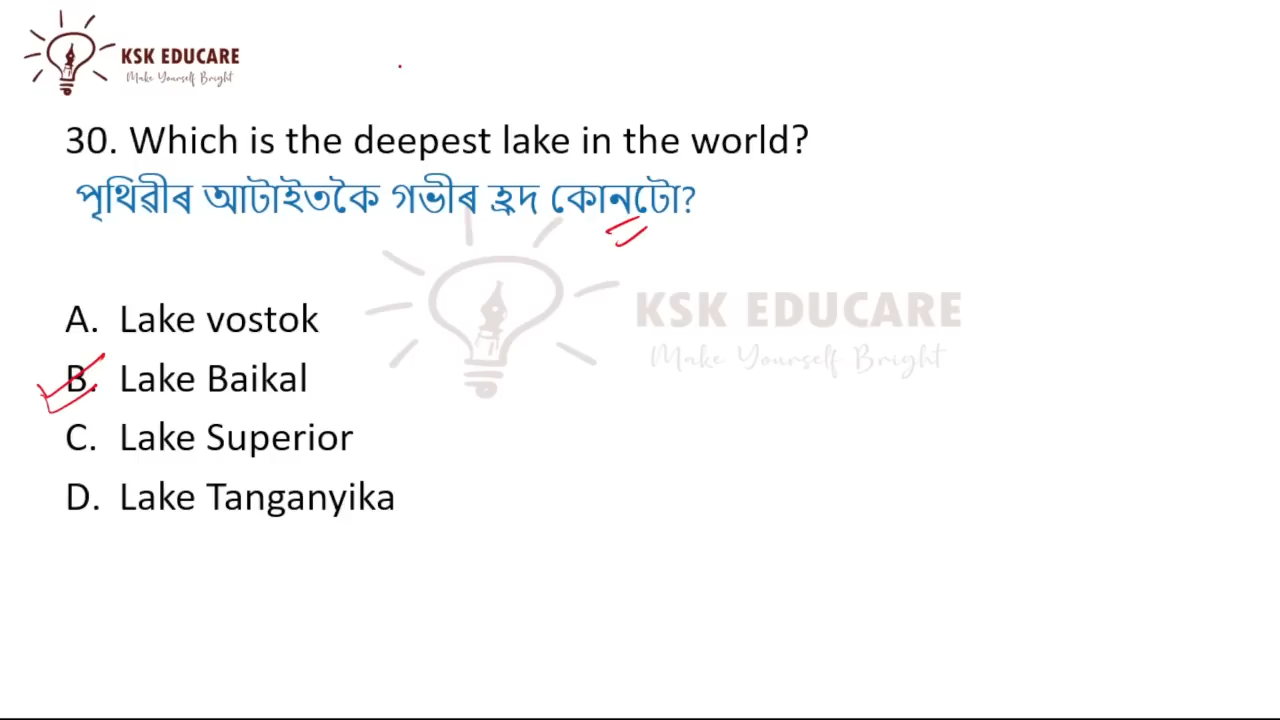 KSK EDUCARE
Make Yourself Bright
30. Which is the deepest lake in the world?
পৃথিৱীৰ আটাইতকৈ গভীৰ হ্ৰদ কোনটো?
KSK EDUCARE
Make Yourself Bright
A. Lake vostok
B. Lake Baikal
C. Lake Superior
D. Lake Tanganyika